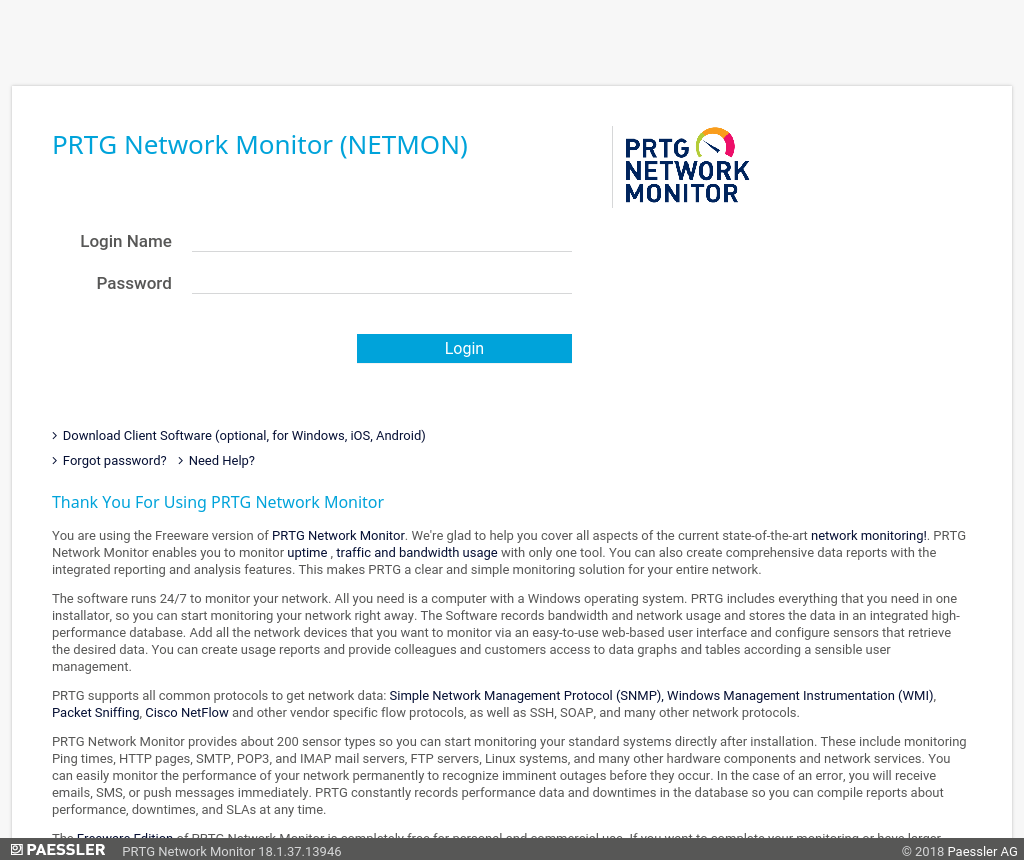 PRTG Network Monitor (NETMON)
PRTG
NETWORK
MONITOR
Login Name
Password
Login
Download Client Software (optional, for Windows, iOS, Android)
Forgot password? Need Help?
Thank You For Using PRTG Network Monitor
You are using the Freeware version of PRTG Network Monitor. We're glad to help you cover all aspects of the current state-of-the-art network monitoring!. PRTG
Network Monitor enables you to monitor uptime , traffic and bandwidth usage with only one tool. You can also create comprehensive data reports with the
integrated reporting and analysis features. This makes PRTG a clear and simple monitoring solution for your entire network.
The software runs 24/7 to monitor your network. All you need is a computer with a Windows operating system. PRTG includes everything that you need in one
installator, so you can start monitoring your network right away. The Software records bandwidth and network usage and stores the data in an integrated high-
performance database. Add all the network devices that you want to monitor via an easy-to-use web-based user interface and configure sensors that retrieve
the desired data. You can create usage reports and provide colleagues and customers access to data graphs and tables according a sensible user
management.
PRTG supports all common protocols to get network data: Simple Network Management Protocol (SNMP), Windows Management Instrumentation (WMI),
Packet Sniffing, Cisco NetFlow and other vendor specific flow protocols, as well as SSH, SOAP, and many other network protocols.
PRTG Network Monitor provides about 200 sensor types so you can start monitoring your standard systems directly after installation. These include monitoring
Ping times, HTTP pages, SMTP, POP3, and IMAP mail servers, FTP servers, Linux systems, and many other hardware components and network services. You
can easily monitor the performance of your network permanently to recognize imminent outages before they occur. In the case of an error, you will receive
emails, SMS, or push messages immediately. PRTG constantly records performance data and downtimes in the database so you can compile reports about
performance, downtimes, and SLAs at any time.
The Freeware Edition of PRTG Network Monitor is completely free for personal and commercial use. If you want to complete your monitoring or have larger
PAESSLER PRTG Network Monitor 18.1.37.13946 © 2018 Paessler AG